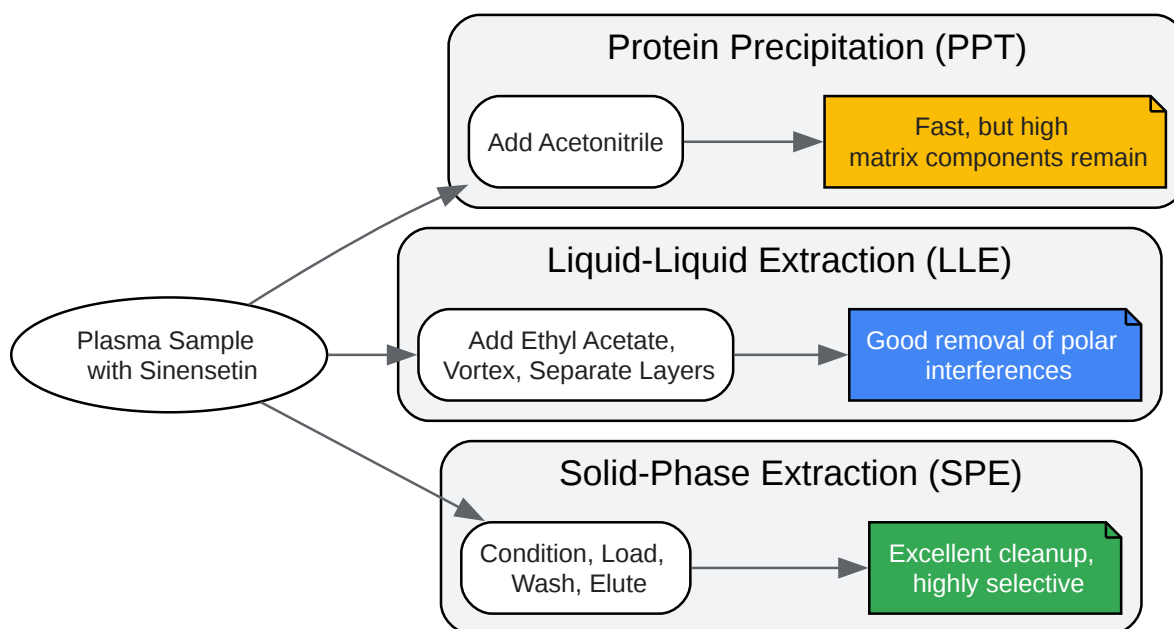 Protein Precipitation (PPT)
Add Acetonitrile
Fast, but high
matrix components remain
Liquid-Liquid Extraction (LLE)
Plasma Sample
with Sinensetin
Add Ethyl Acetate,
Vortex, Separate Layers
Good removal of polar
interferences
Solid-Phase Extraction (SPE)
Condition, Load,
Wash, Elute
Excellent cleanup,
highly selective